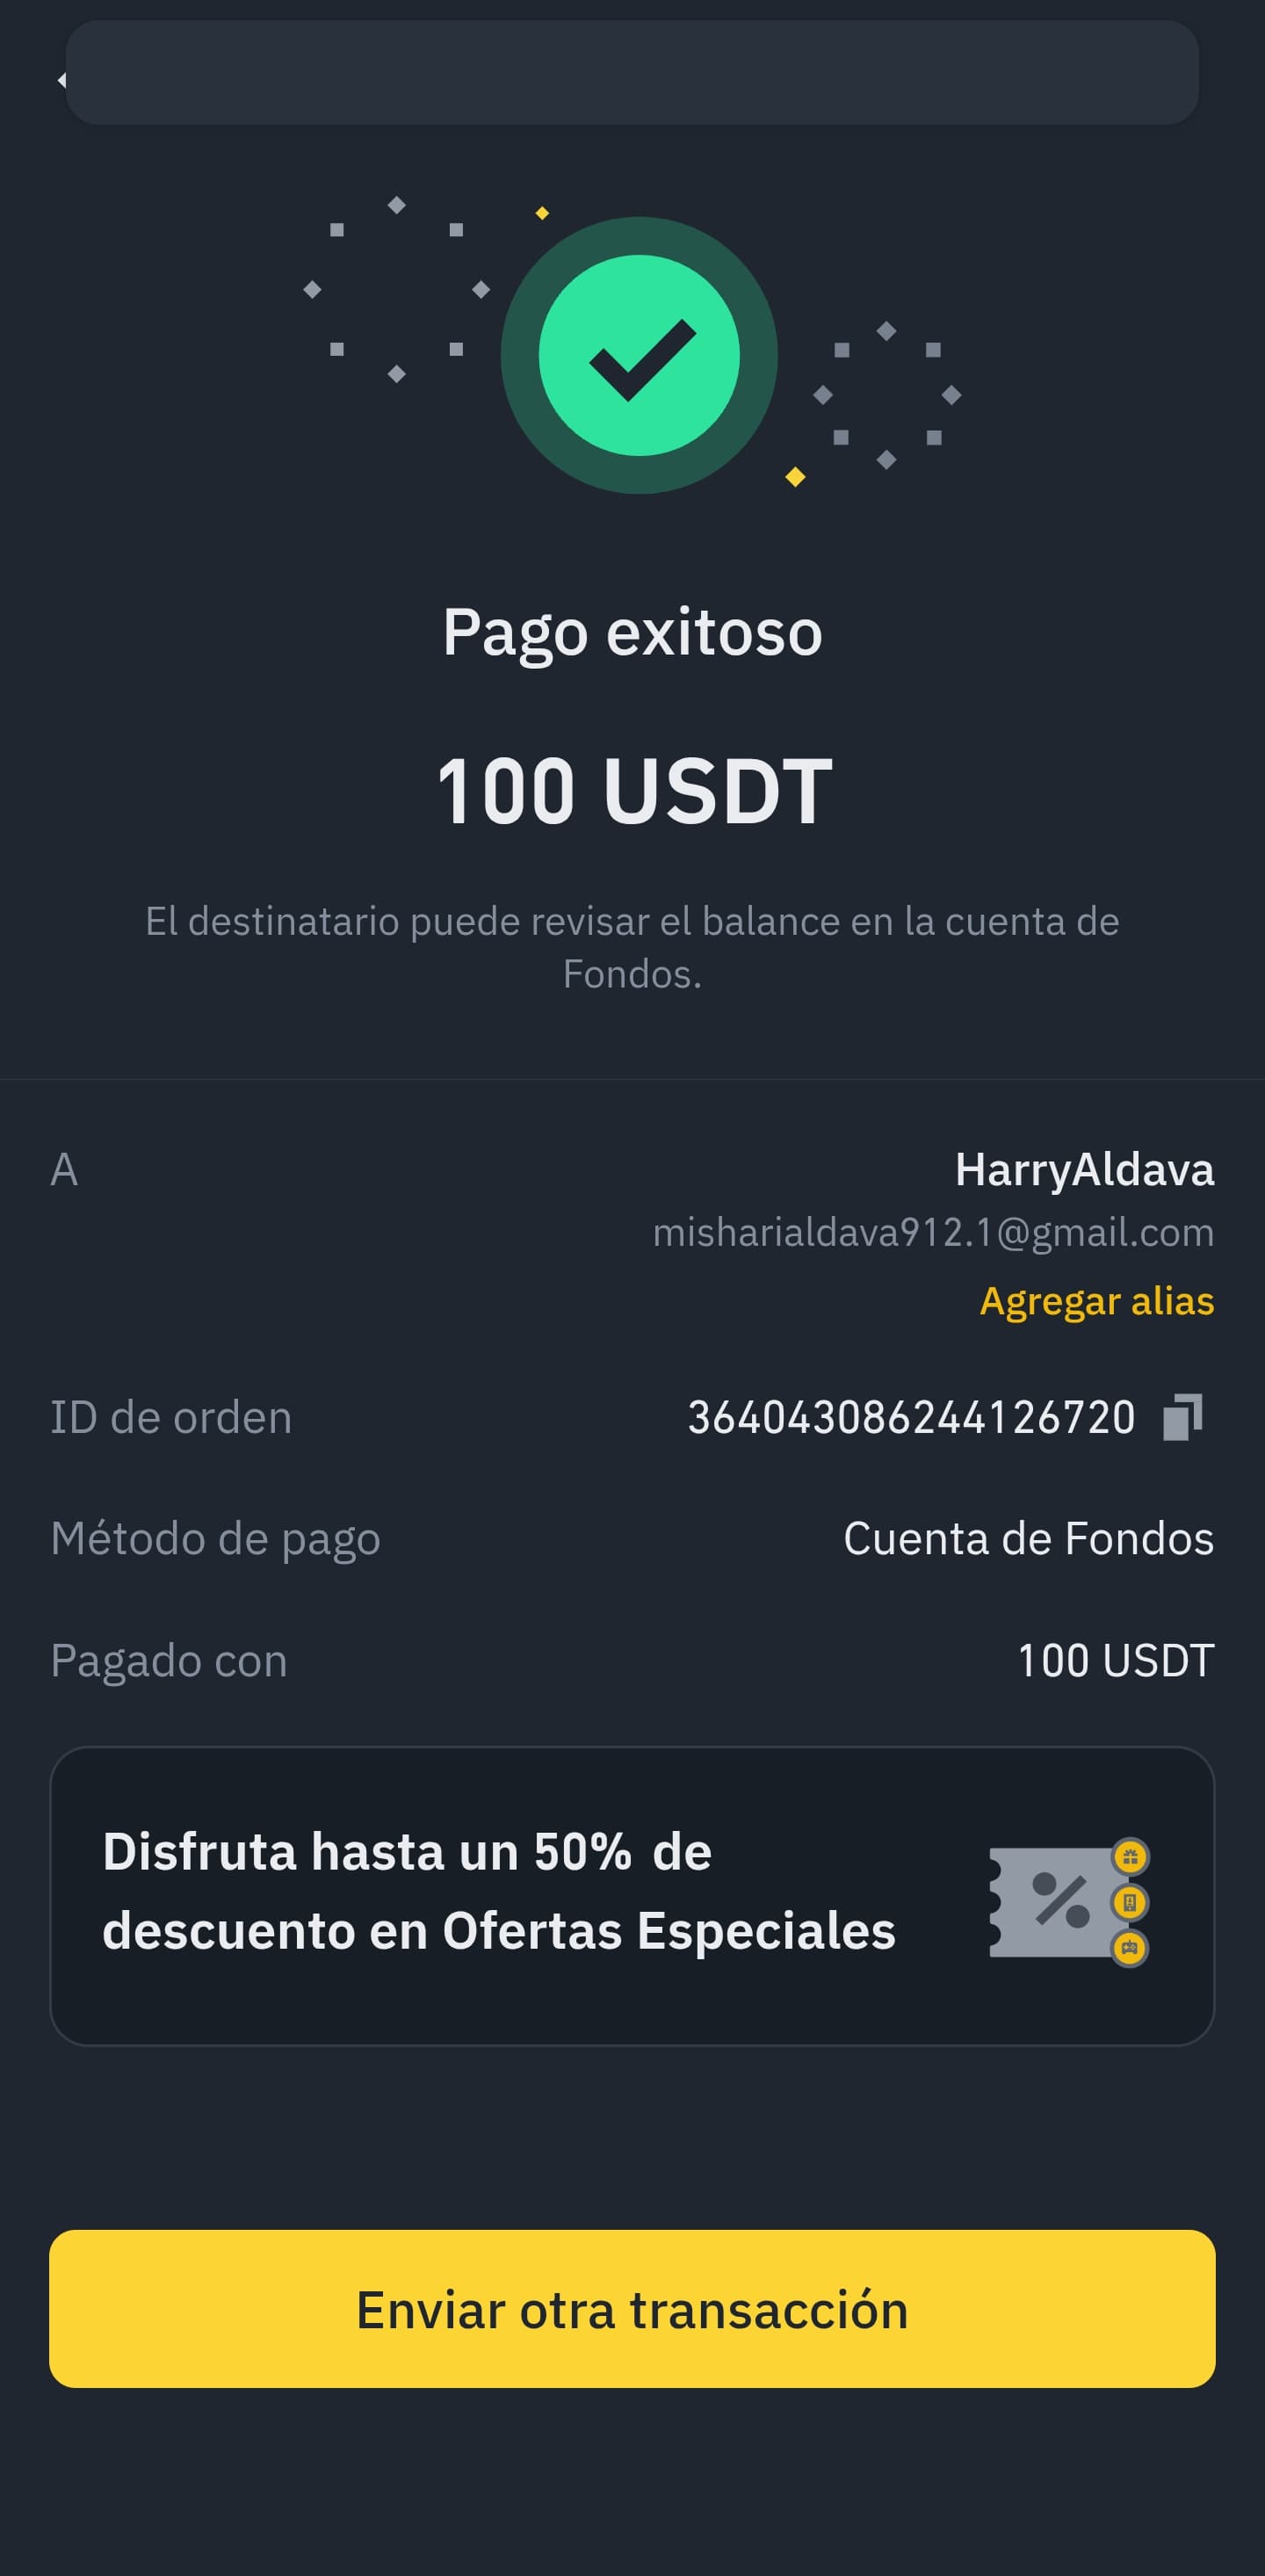 Pago exitoso
100 USDT
El destinatario puede revisar el balance en la cuenta de
Fondos.
A
HarryAldava
misharialdava912.1@gmail.com
Agregar alias
ID de orden
364043086244126720
Método de pago
Cuenta de Fondos
Pagado con
100 USDT
Disfruta hasta un 50% de
descuento en Ofertas Especiales
Enviar otra transacción